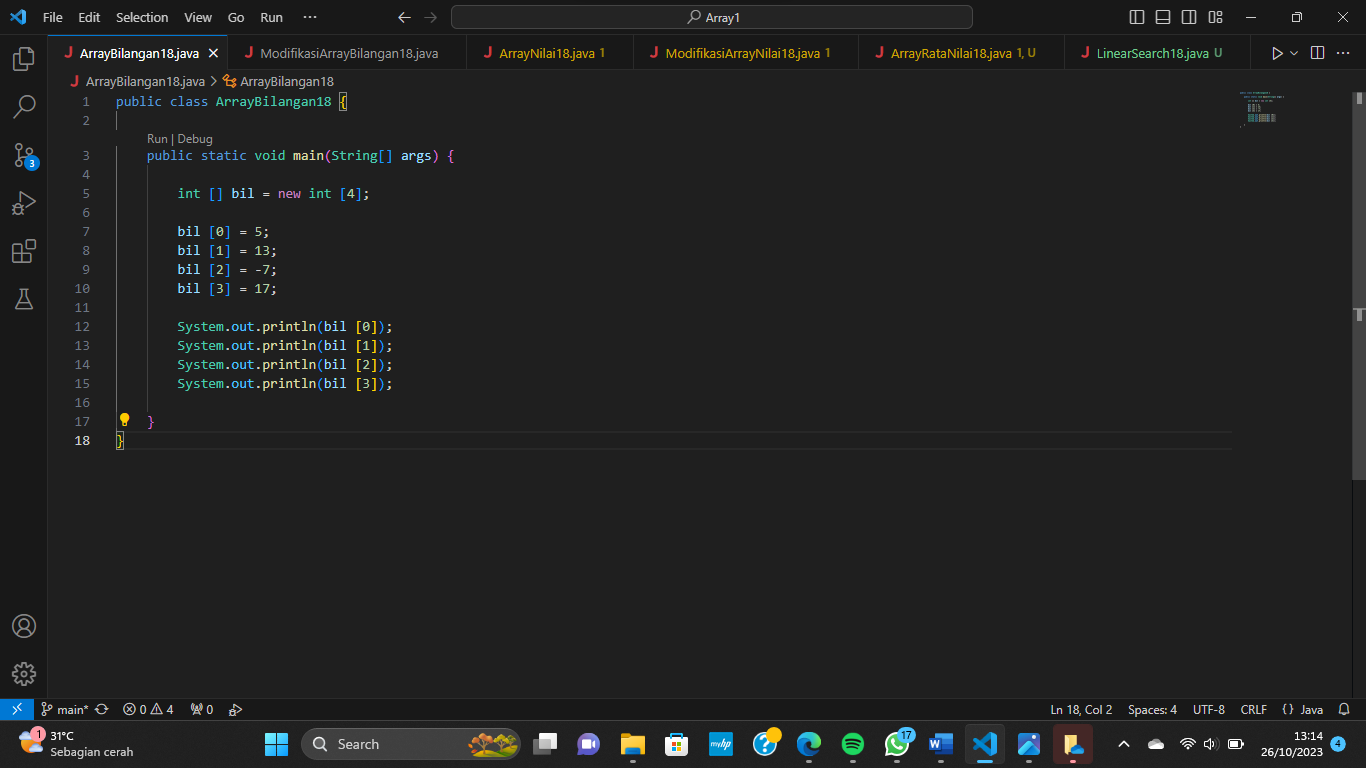 File Edit Selection View Go Run ··· Array1
ArrayBilangan18.java ModifikasiArrayBilangan18.java ArrayNilai18.java 1 ModifikasiArrayNilai18.java 1 ArrayRataNilai18.java 1, U LinearSearch18.java U
ArrayBilangan18.java > ArrayBilangan18
1 public class ArrayBilangan18 {
2
Run | Debug
3 public static void main(String[] args) {
4
5 int [] bil = new int [4];
6
7 bil [0] = 5;
8 bil [1] = 13;
9 bil [2] = -7;
10 bil [3] = 17;
11
12 System.out.println(bil [0]);
13 System.out.println(bil [1]);
14 System.out.println(bil [2]);
15 System.out.println(bil [3]);
16
17 }
18 }
3
main* 0 4 0 Ln 18, Col 2 Spaces: 4 UTF-8 CRLF {} Java
1 31°C
Sebagian cerah
Search
myhp
17
13:14
26/10/2023
4